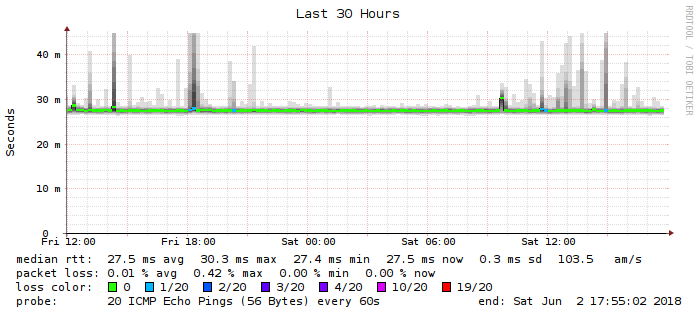 Last 30 Hours
RRDTOOL / TOBI OETIKER
Seconds
40 m
30 m
20 m
10 m
0
Fri 12:00 Fri 18:00 Sat 00:00 Sat 06:00 Sat 12:00
median rtt: 27.5 ms avg 30.3 ms max 27.4 ms min 27.5 ms now 0.3 ms sd 103.5 am/s
packet loss: 0.01 % avg 0.42 % max 0.00 % min 0.00 % now
loss color: 0 1/20 2/20 3/20 4/20 10/20 19/20
probe: 20 ICMP Echo Pings (56 Bytes) every 60s end: Sat Jun 2 17:55:02 2018